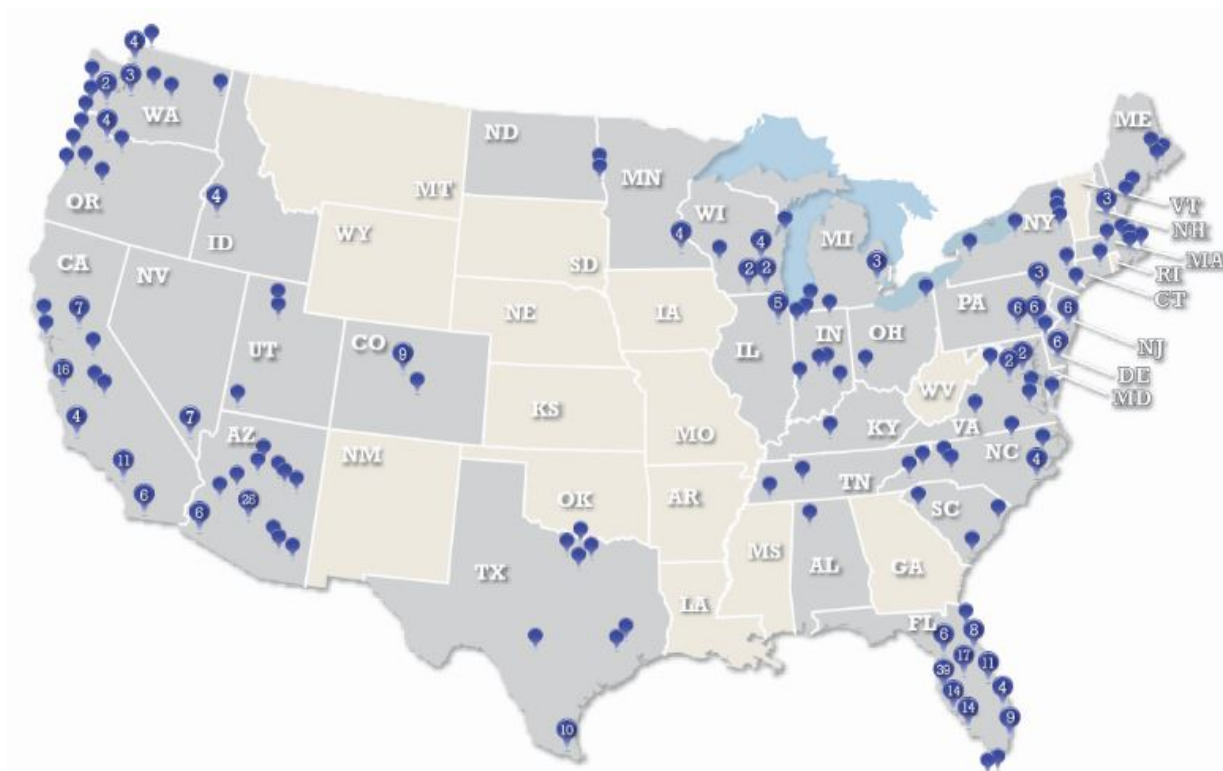 4
ME
2
3
WA
ND
4
MN
MT
VT
4
WI
3
OR
4
4
MI
NY
NH
ID
WY
3
MA
SD
2
2
CA
NV
3
RI
CT
7
5
PA
6
6
6
NE
IA
IN
OH
NJ
UT
CO
9
IL
6
2
2
DE
16
WV
MD
KS
4
7
MO
KY
VA
AZ
NC
4
11
NM
TN
6
26
OK
AR
6
SC
MS
AL
GA
TX
LA
FL
6
8
17
11
39
14
4
14
9
10